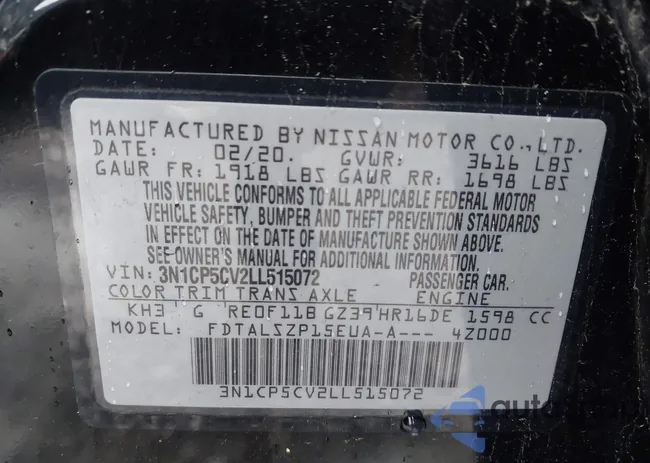 MANUFACTURED BY NISSAN MOTOR CO., LTD.
DATE: 02/20. GVWR: 3616 LBS
GAWR FR: 1918 LBS GAWR RR: 1698 LBS
THIS VEHICLE CONFORMS TO ALL APPLICABLE FEDERAL MOTOR
VEHICLE SAFETY, BUMPER AND THEFT PREVENTION STANDARDS
IN EFFECT ON THE DATE OF MANUFACTURE SHOWN ABOVE.
SEE OWNER'S MANUAL FOR ADDITIONAL INFORMATION.
VIN: 3N1CP5CV2LL515072 PASSENGER CAR.
COLOR TRIM TRANS AXLE ENGINE
KH3 G RE0F11B GZ39 HR16DE 1598 CC
MODEL: FDTALSZP15EUA-A--- 4Z000
3N1CP5CV2LL515072